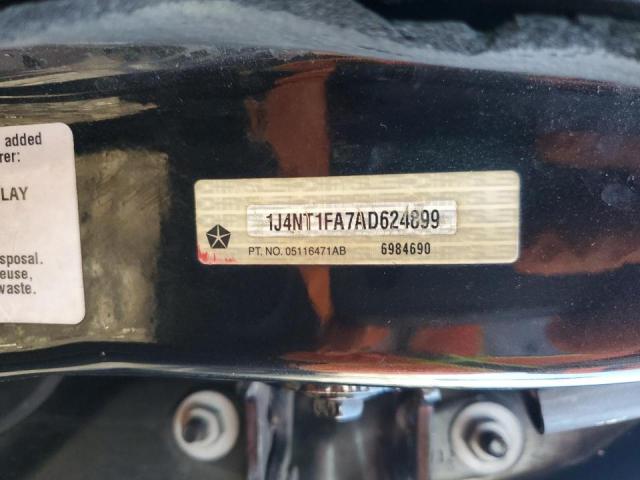 added
rer:
LAY
sposal.
euse,
waste.
1J4NT1FA7AD624899
PT. NO. 05116471AB 6984690